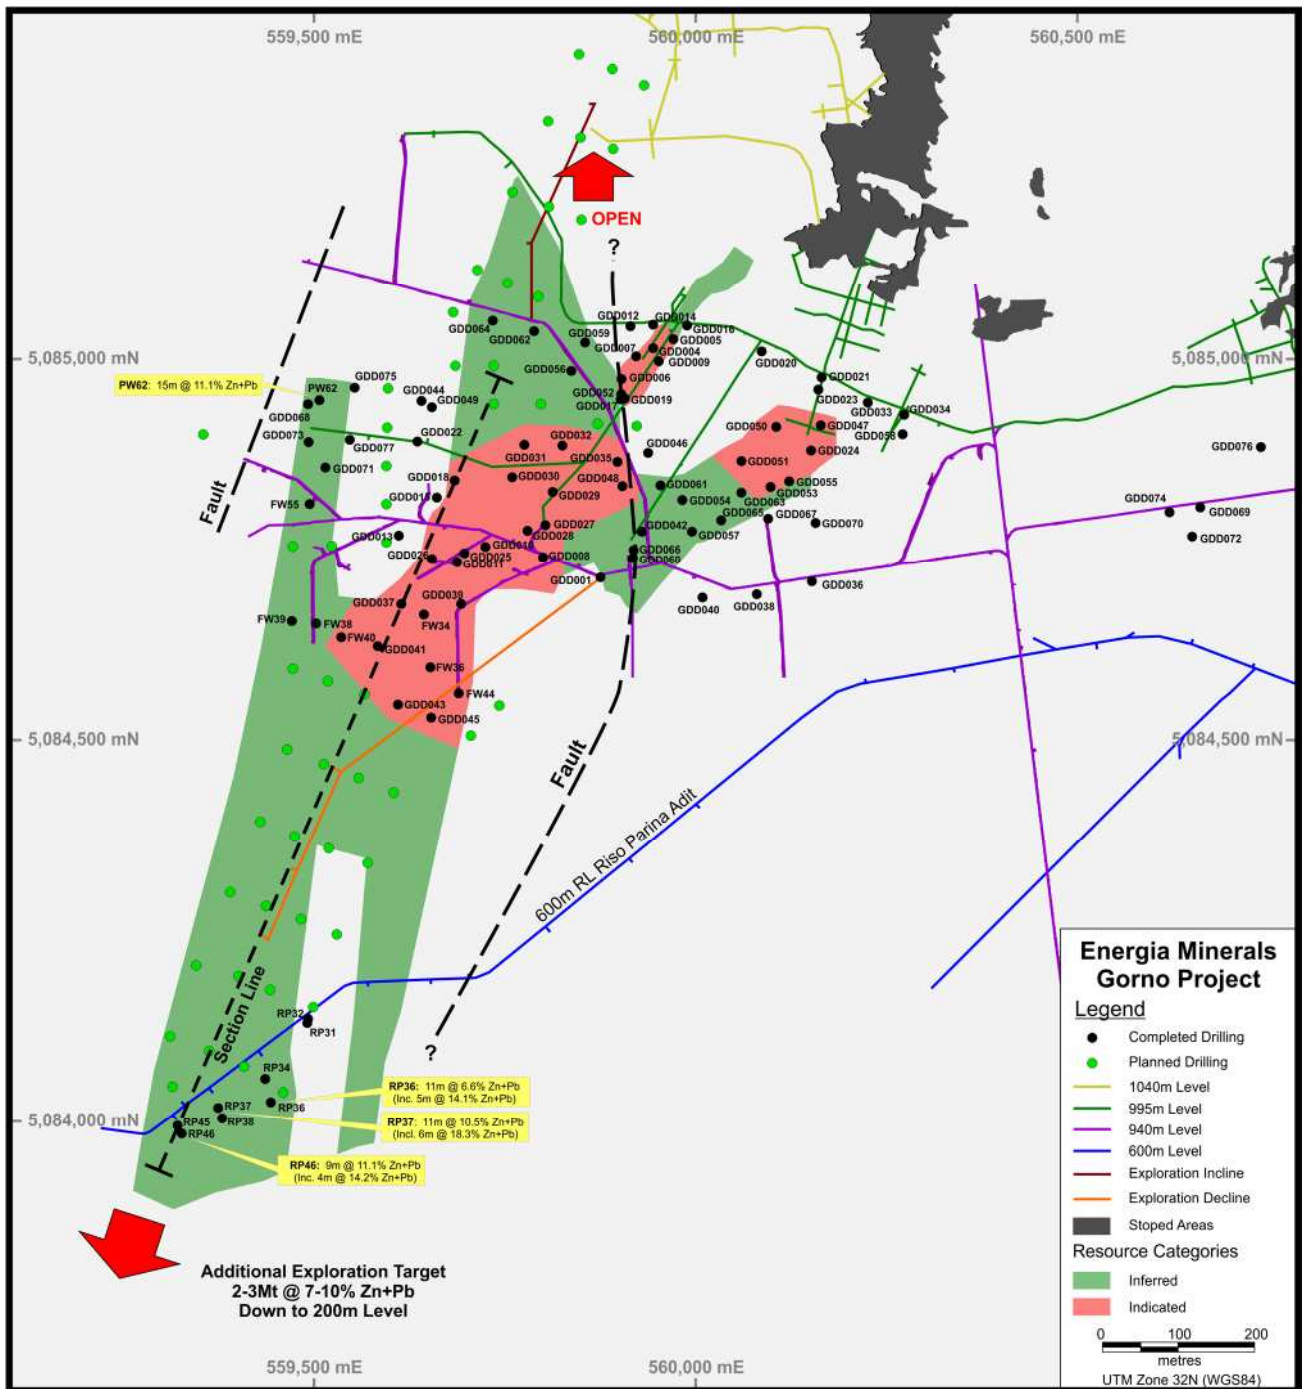 559,500 mE
560,000 mE
560,500 mE
OPEN
?
GDD012
GDD014
GDD016
GDD064
GDD062
GDD059
GDD005
GDD007
GDD004
GDD009
GDD020
5,085,000 mN
5,085,000 mN
GDD056
GDD006
GDD021
PW62: 15m @ 11.1% Zn+Pb
PW62
GDD075
GDD044
GDD049
GDD052
GDD017
GDD019
GDD023
GDD033
GDD034
GDD068
GDD073
GDD077
GDD022
GDD032
GDD031
GDD035
GDD046
GDD050
GDD047
GDD058
GDD024
GDD076
GDD071
GDD018
GDD030
GDD048
GDD061
GDD051
GDD055
GDD053
GDD063
GDD054
GDD029
FW55
GDD074
GDD069
GDD072
GDD065
GDD067
GDD070
GDD027
GDD028
GDD042
GDD057
GDD013
GDD026
GDD025
GDD011
GDD008
GDD066
GDD060
GDD001
GDD036
GDD038
GDD040
GDD037
GDD039
FW39
FW38
FW34
FW40
GDD041
FW36
FW44
GDD043
GDD045
Fault
5,084,500 mN
5,084,500 mN
Fault
600m RL Riso Parina Adit
Section Line
?
RP32
RP31
RP34
RP36
RP37
RP38
RP45
RP46
RP36: 11m @ 6.6% Zn+Pb
(Inc. 5m @ 14.1% Zn+Pb)
RP37: 11m @ 10.5% Zn+Pb
(Incl. 6m @ 18.3% Zn+Pb)
RP46: 9m @ 11.1% Zn+Pb
(Inc. 4m @ 14.2% Zn+Pb)
5,084,000 mN
Additional Exploration Target
2-3Mt @ 7-10% Zn+Pb
Down to 200m Level
Energia Minerals
Gorno Project
Legend
Completed Drilling
Planned Drilling
1040m Level
995m Level
940m Level
600m Level
Exploration Incline
Exploration Decline
Stoped Areas
Resource Categories
Inferred
Indicated
0 100 200
metres
UTM Zone 32N (WGS84)
559,500 mE
560,000 mE